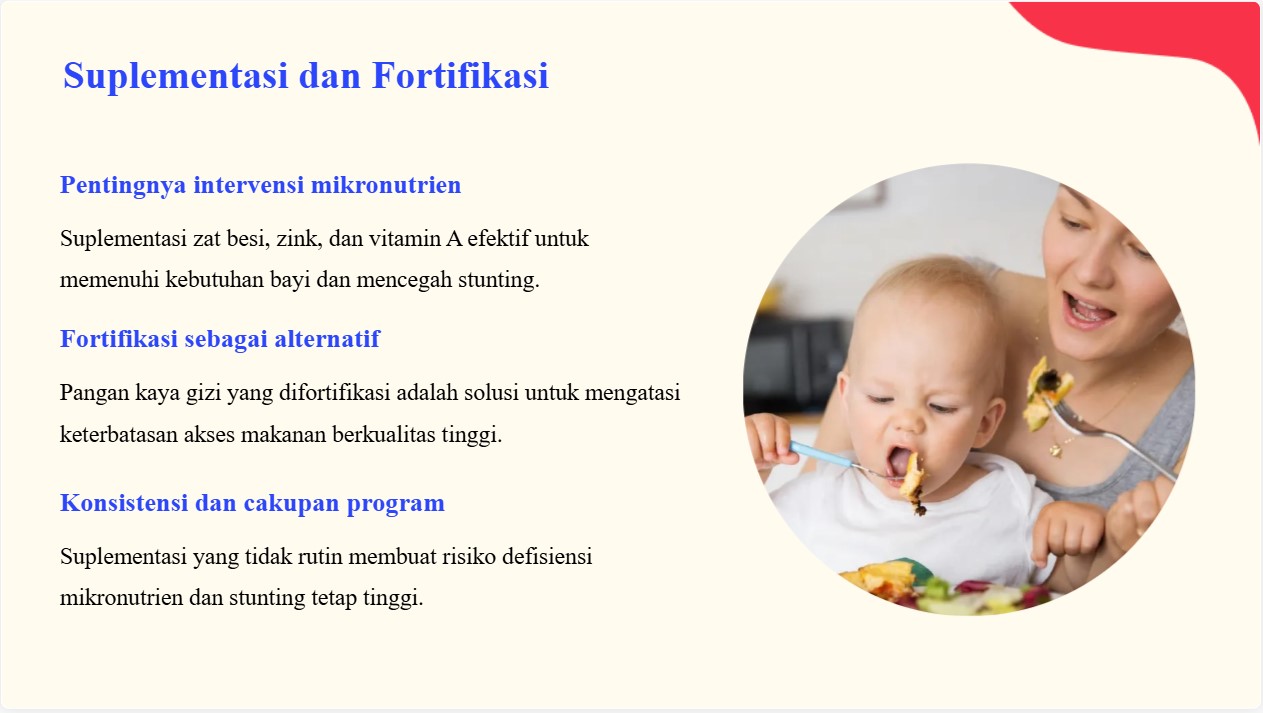 Suplementasi dan Fortifikasi
Pentingnya intervensi mikronutrien
Suplementasi zat besi, zink, dan vitamin A efektif untuk
memenuhi kebutuhan bayi dan mencegah stunting.
Fortifikasi sebagai alternatif
Pangan kaya gizi yang difortifikasi adalah solusi untuk mengatasi
keterbatasan akses makanan berkualitas tinggi.
Konsistensi dan cakupan program
Suplementasi yang tidak rutin membuat risiko defisiensi
mikronutrien dan stunting tetap tinggi.